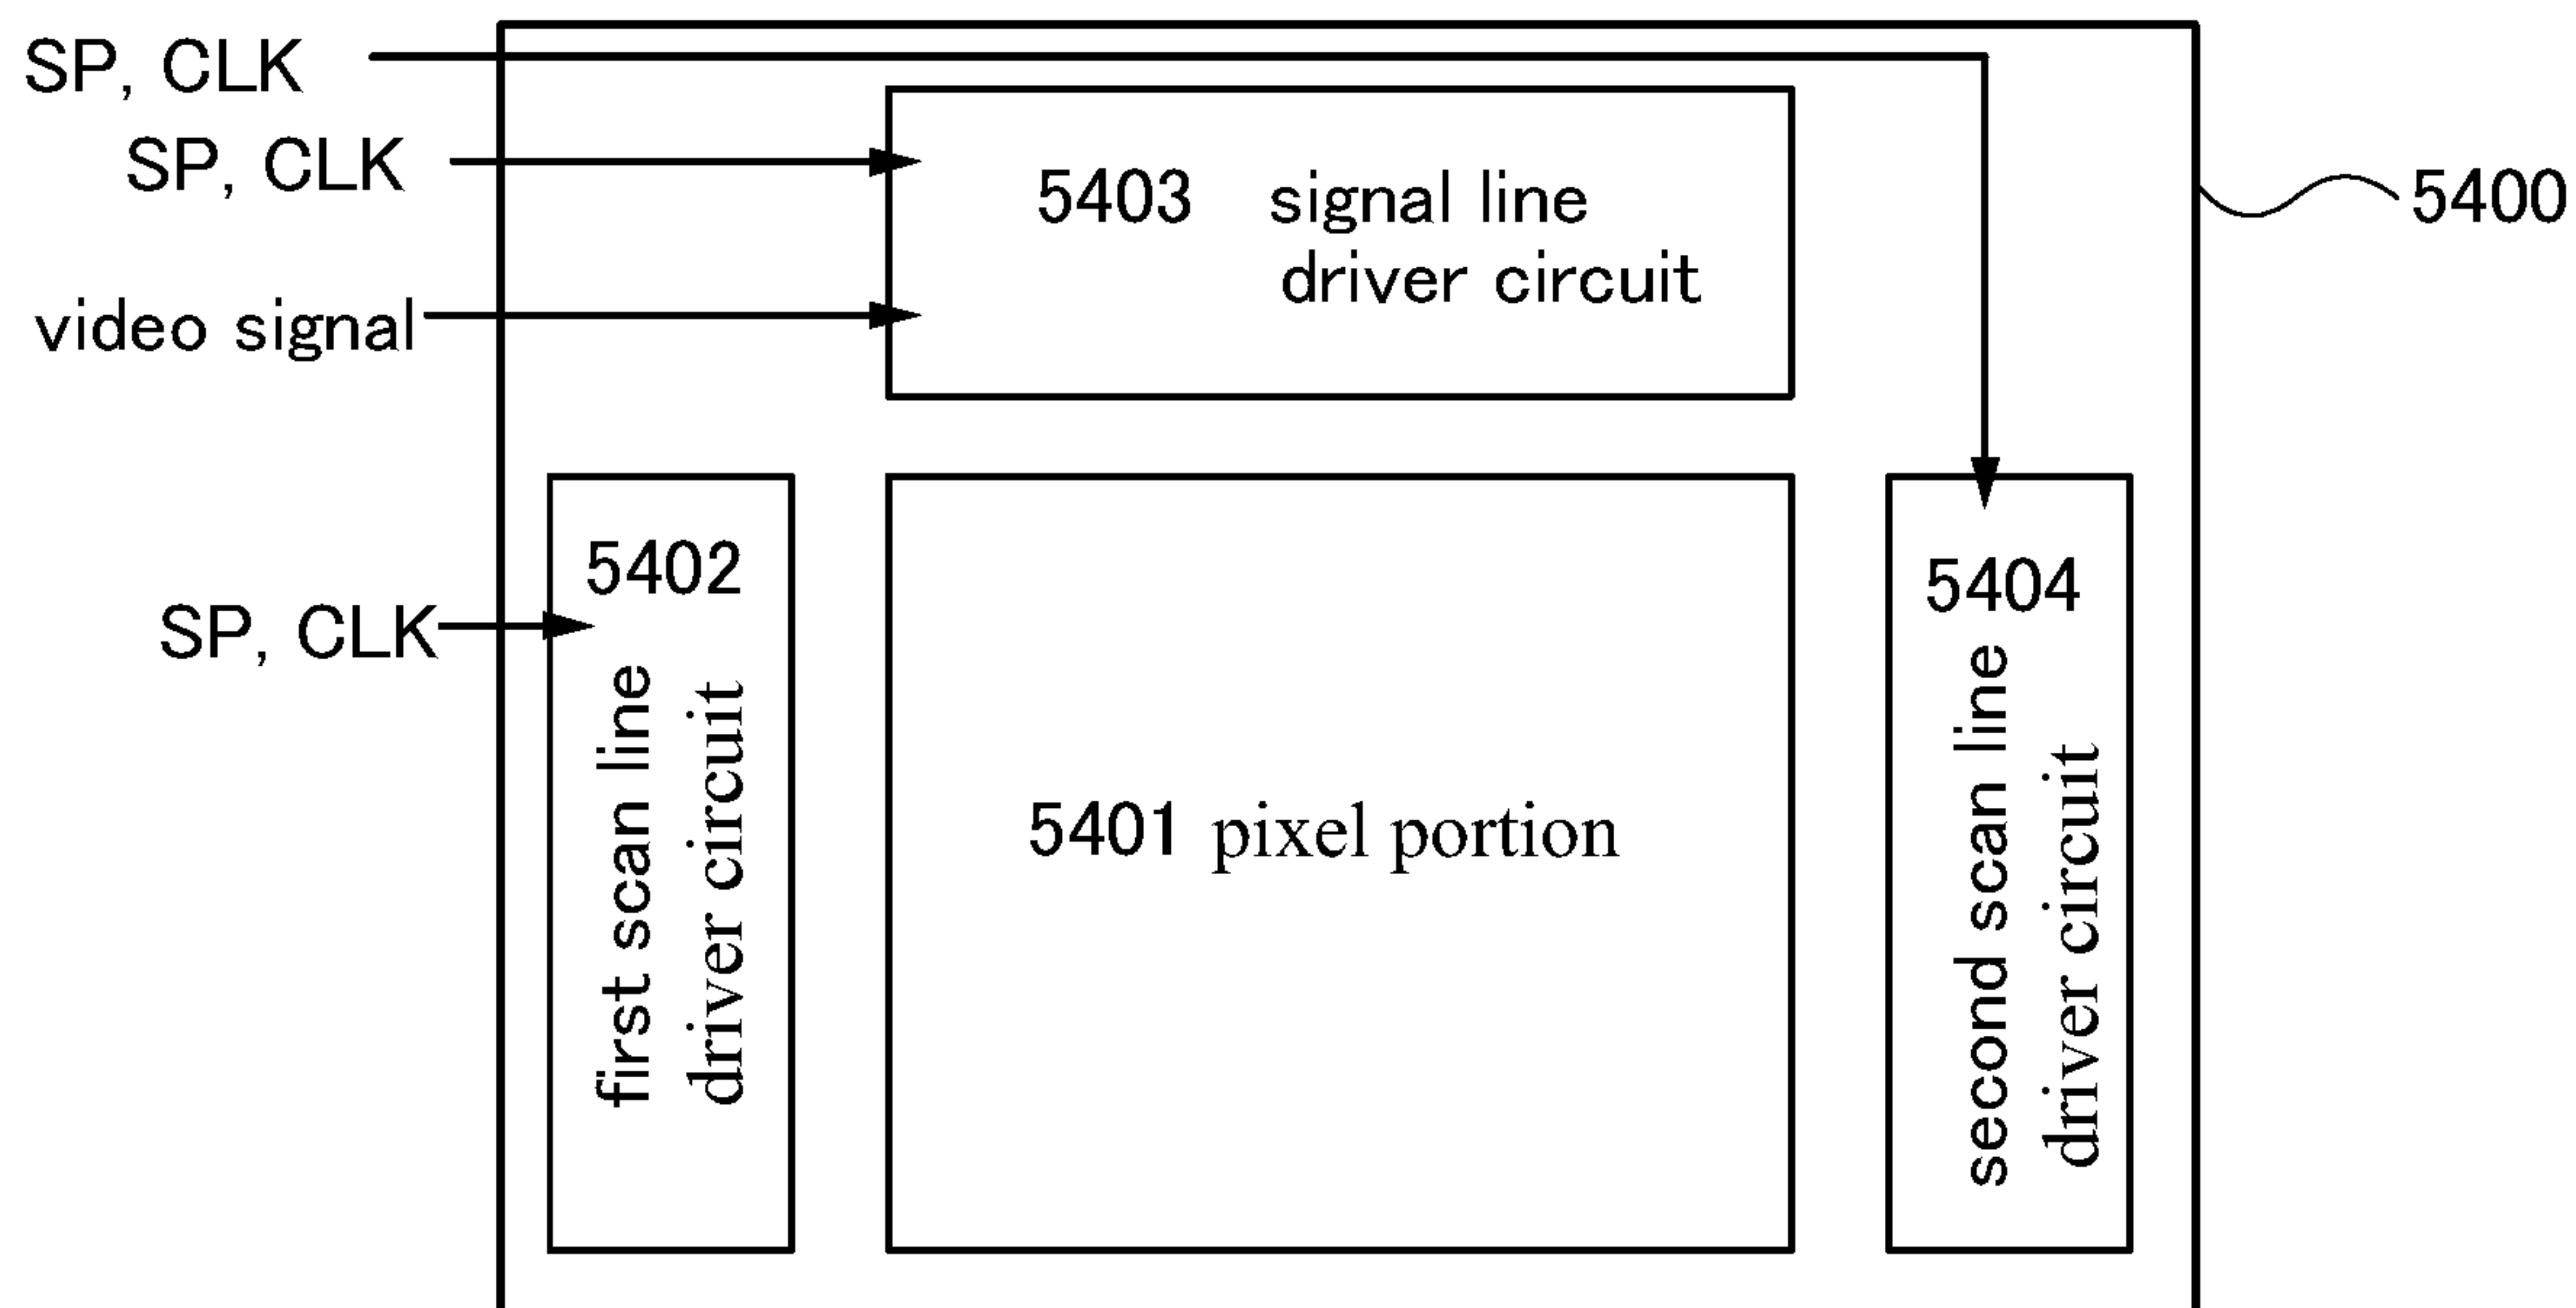 SP, CLK
SP, CLK
5403 signal line
driver circuit
5400
video signal
5402
first scan line
driver circuit
SP, CLK
5401 pixel portion
5404
second scan line
driver circuit